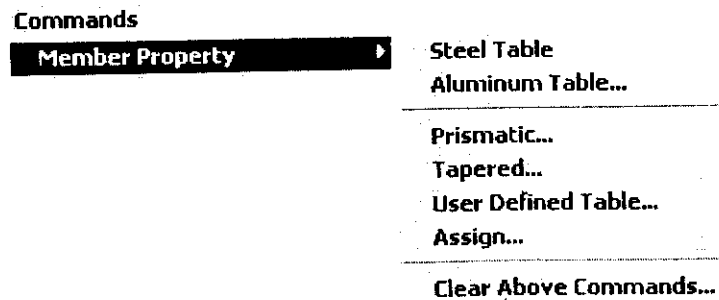 Commands
Member Property
Steel Table
Aluminum Table...
Prismatic...
Tapered...
User Defined Table...
Assign...
Clear Above Commands...